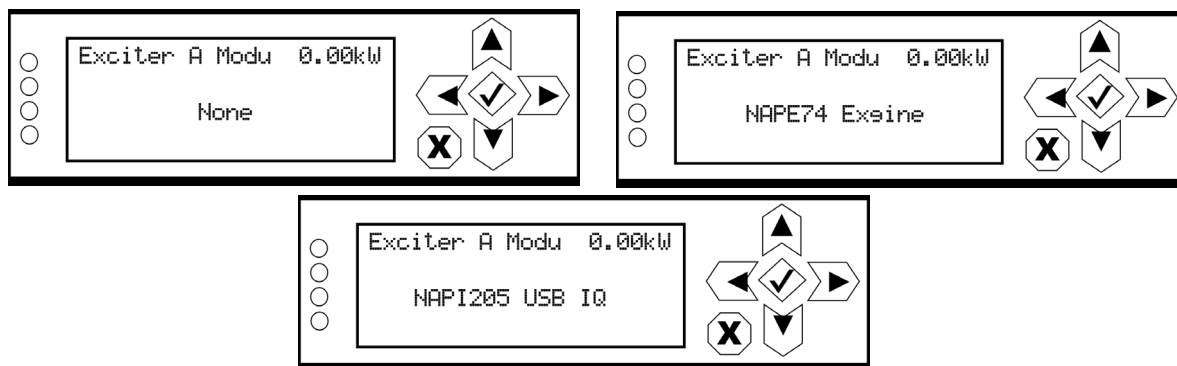 Exciter A Modu 0.00kW
None
Exciter A Modu 0.00kW
NAPE74 Exgine
Exciter A Modu 0.00kW
NAPI205 USB IQ